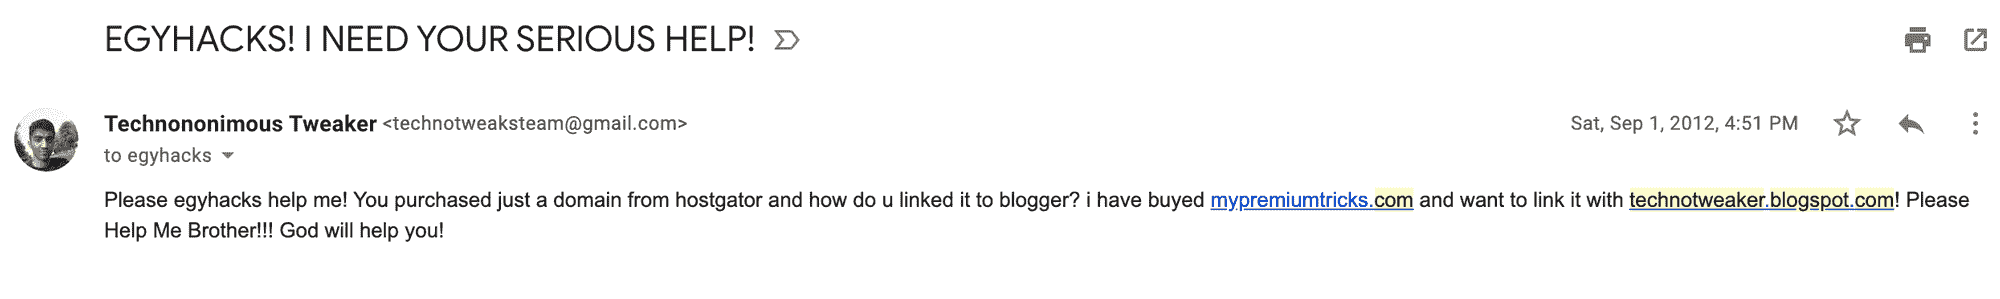 EGYHACKS! I NEED YOUR SERIOUS HELP!
Technononimous Tweaker <technotweaksteam@gmail.com>
Sat, Sep 1, 2012, 4:51 PM
to egyhacks
Please egyhacks help me! You purchased just a domain from hostgator and how do u linked it to blogger? i have buyed mypremiumtricks.com and want to link it with technotweaker.blogspot.com! Please
Help Me Brother!!! God will help you!